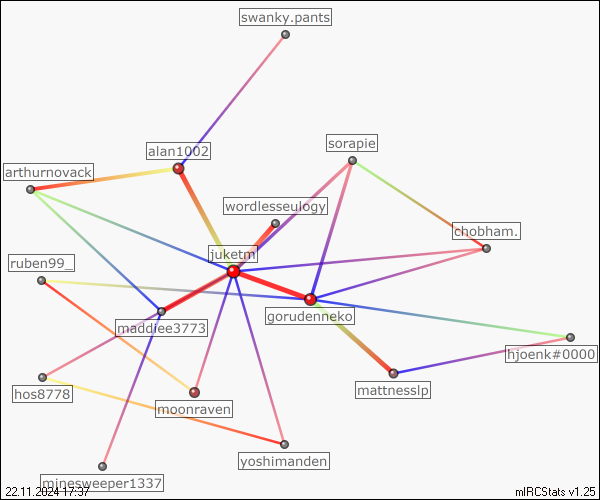 swanky.pants
sorapie
alan1002
arthurnovack
wordlesseulogy
chobham.
juketm
ruben99_
gorudenneko
maddiee3773
hjoenk#0000
hos8778
mattnesslp
moonraven
yoshimanden
minesweeper1337
22.11.2024 17:37
mIRCStats v1.25